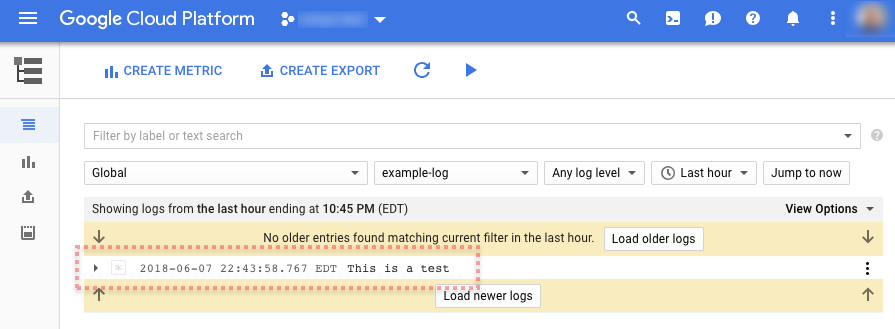 Google Cloud Platform
CREATE METRIC CREATE EXPORT
Filter by label or text search
Global example-log Any log level Last hour Jump to now
Showing logs from the last hour ending at 10:45 PM (EDT) View Options
No older entries found matching current filter in the last hour. Load older logs
2018-06-07 22:43:58.767 EDT This is a test
Load newer logs